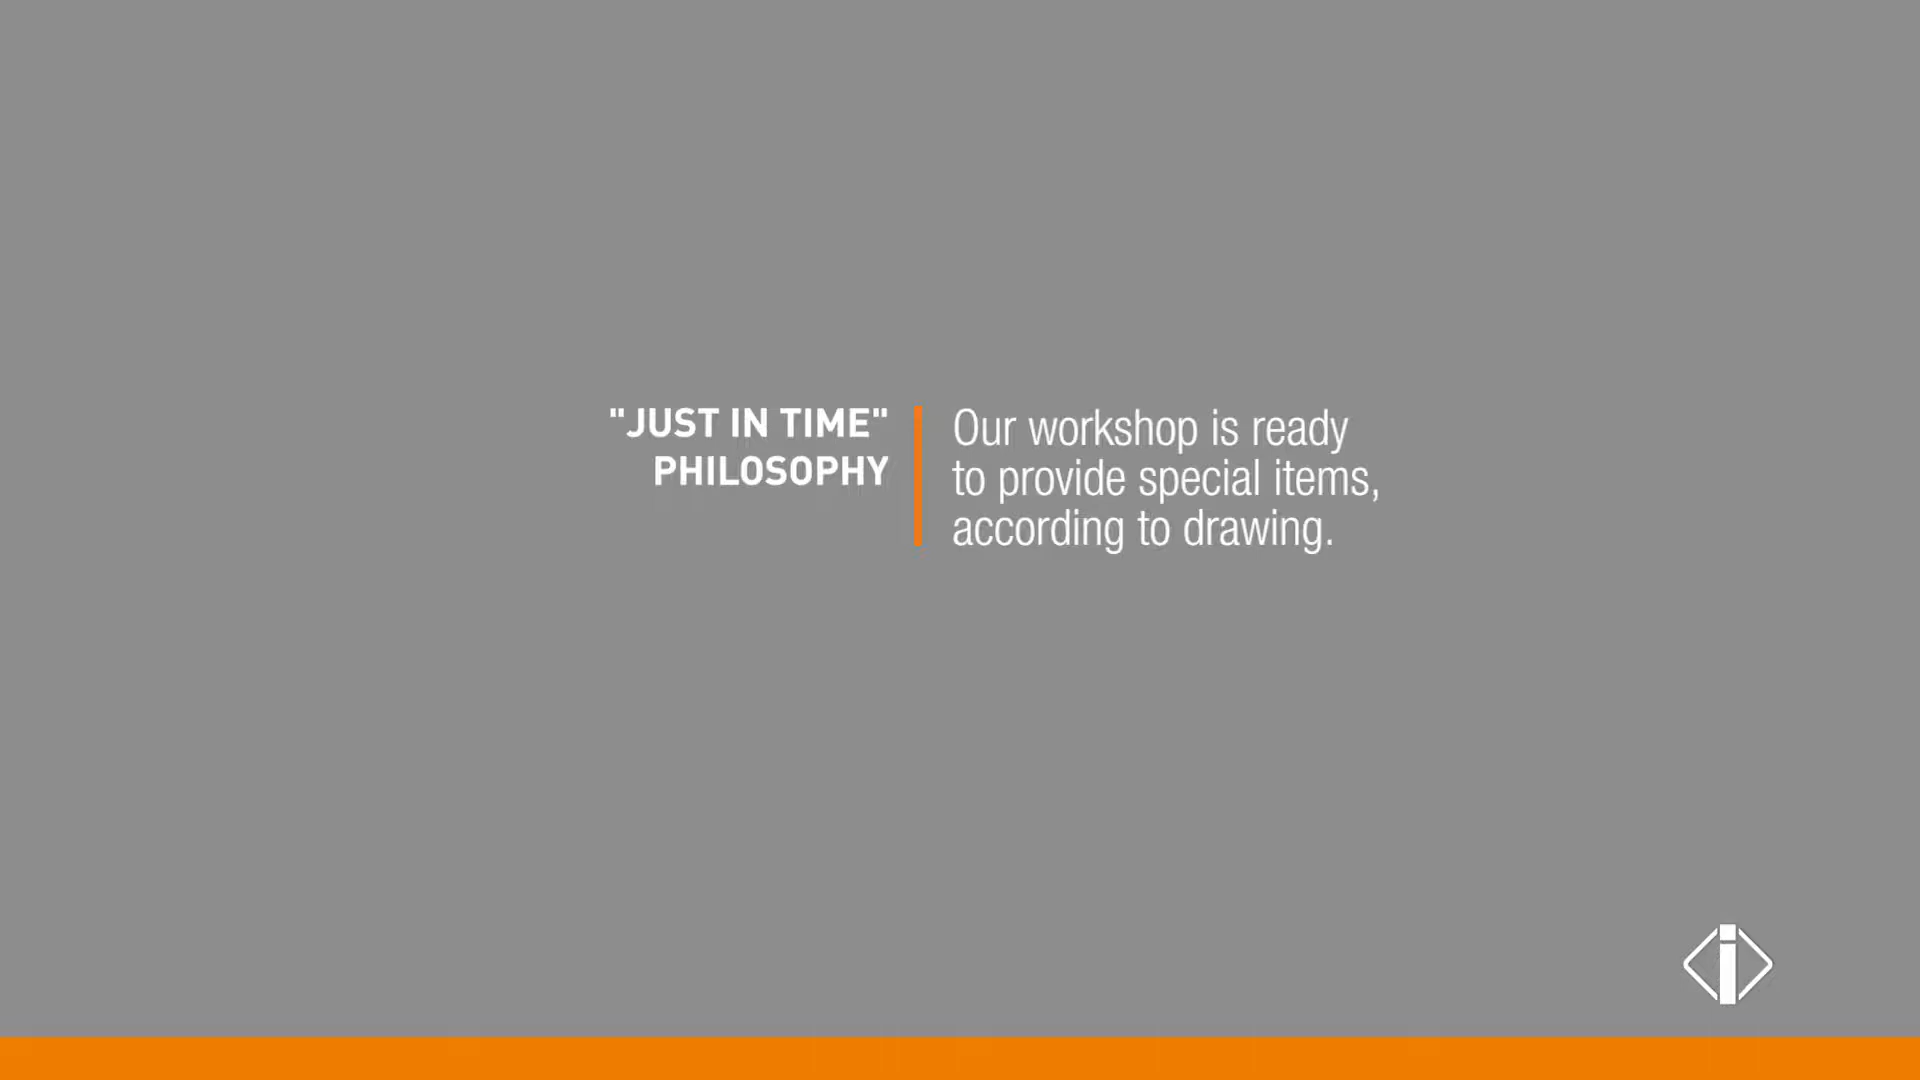 "JUST IN TIME"
PHILOSOPHY
Our workshop is ready
to provide special items,
according to drawing.